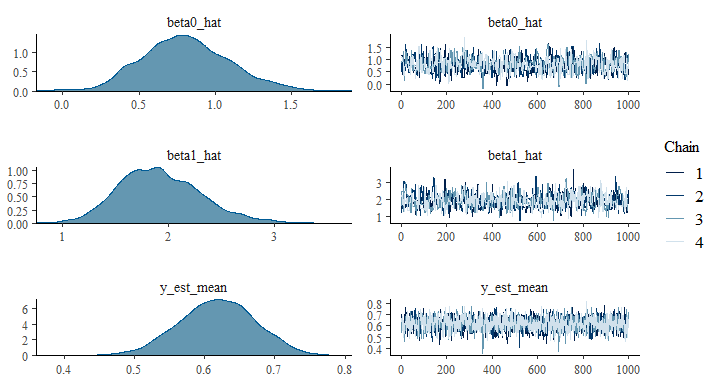 beta0_hat
1.0
0.5
0.0
0.0 0.5 1.0 1.5
beta0_hat
1.5
1.0
0.5
0.0
0 200 400 600 800 1000
beta1_hat
1.00
0.75
0.50
0.25
0.00
1 2 3
beta1_hat
3
2
1
0 200 400 600 800 1000
y_est_mean
6
4
2
0
0.4 0.5 0.6 0.7 0.8
y_est_mean
0.8
0.7
0.6
0.5
0.4
0 200 400 600 800 1000
Chain
1
2
3
4